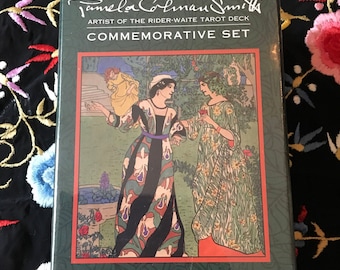 Pamela Colman Smith
ARTIST OF THE RIDER-WAITE TAROT DECK
COMMEMORATIVE SET